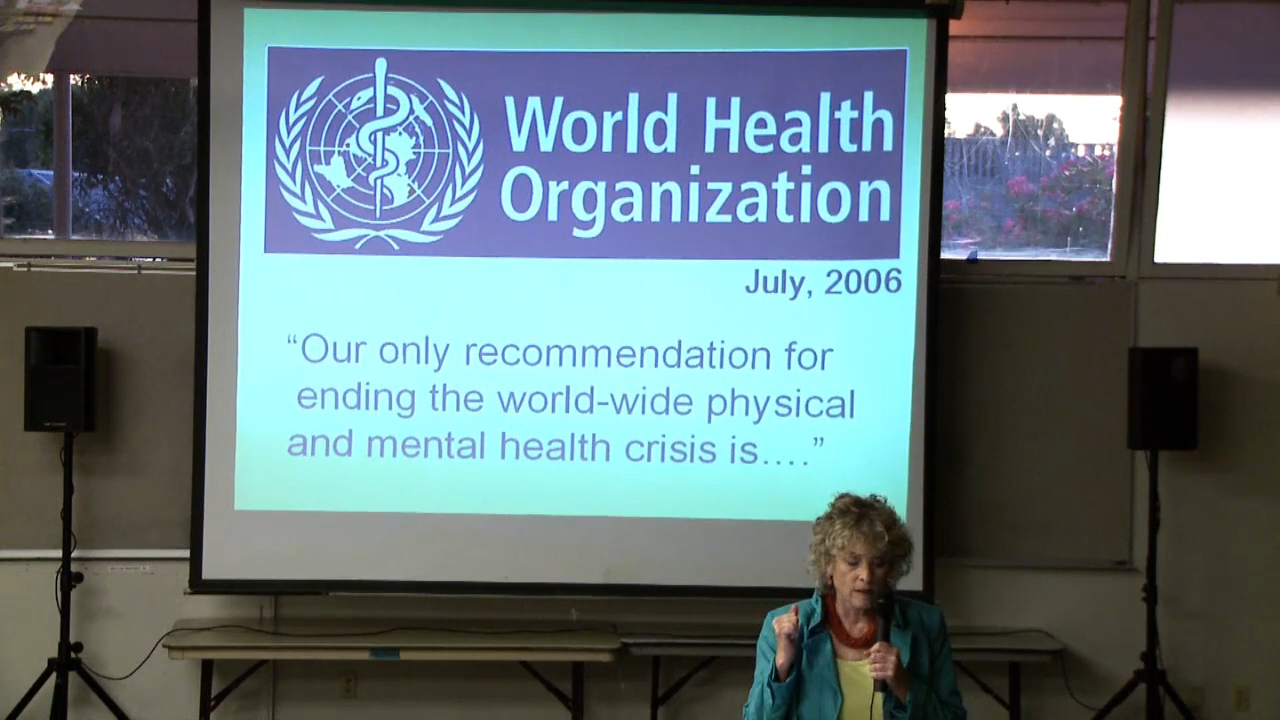 World Health
Organization
July, 2006
“Our only recommendation for
ending the world-wide physical
and mental health crisis is….”